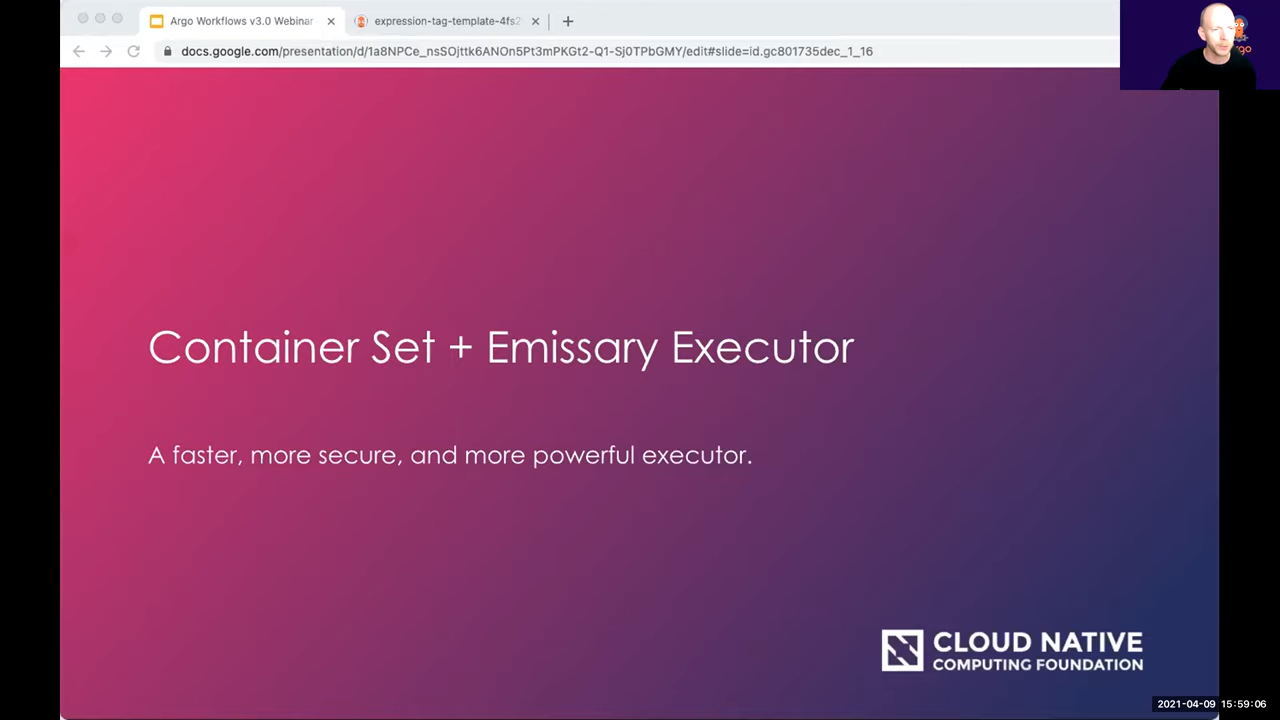 Argo Workflows v3.0 Webinar
expression-tag-template-4fs2
docs.google.com/presentation/d/1a8NPCe_nsSOjttk6ANOn5Pt3mPKGt2-Q1-Sj0TPbGMY/edit#slide=id.gc801735dec_1_16
Container Set + Emissary Executor
A faster, more secure, and more powerful executor.
CLOUD NATIVE
COMPUTING FOUNDATION
2021-04-09 15:59:06